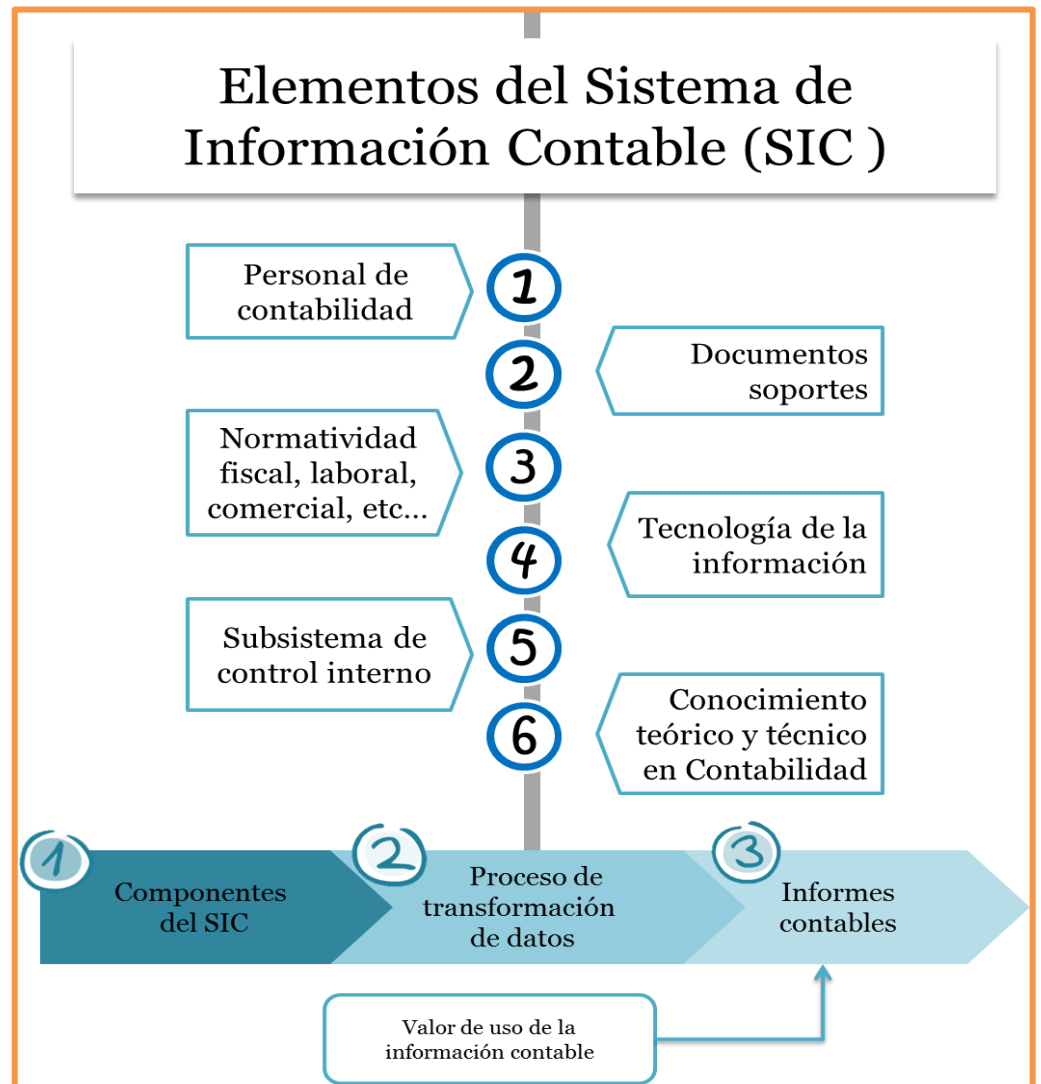 Elementos del Sistema de
Información Contable (SIC )
Personal de
contabilidad
1
2
Documentos
soportes
Normatividad
fiscal, laboral,
comercial, etc...
3
4
Tecnología de la
información
Subsistema de
control interno
5
6
Conocimiento
teórico y técnico
en Contabilidad
1
Componentes
del SIC
2
Proceso de
transformación
de datos
3
Informes
contables
Valor de uso de la
información contable